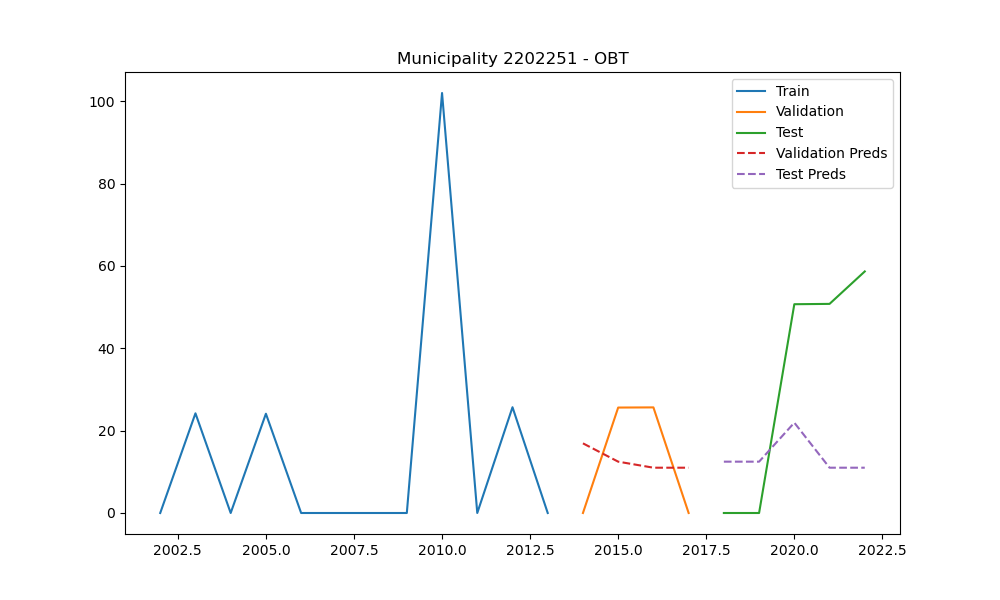 Municipality 2202251 - OBT
Train
Validation
Test
Validation Preds
Test Preds
100
80
60
40
20
0
2002.5 2005.0 2007.5 2010.0 2012.5 2015.0 2017.5 2020.0 2022.5